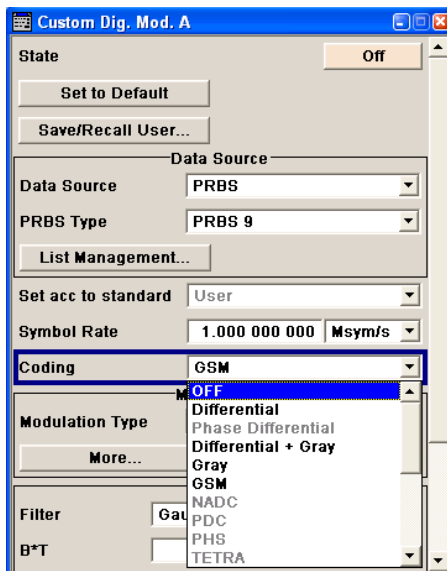 Custom Dig. Mod. A
State Off
Set to Default
Save/Recall User...
Data Source
Data Source PRBS
PRBS Type PRBS 9
List Management...
Set acc to standard User
Symbol Rate 1.000 000 000 Msym/s
Coding GSM
OFF
Differential
Modulation Type
Phase Differential
Differential + Gray
More...
Gray
GSM
NADC
Filter
PDC
PHS
B*T
TETRA